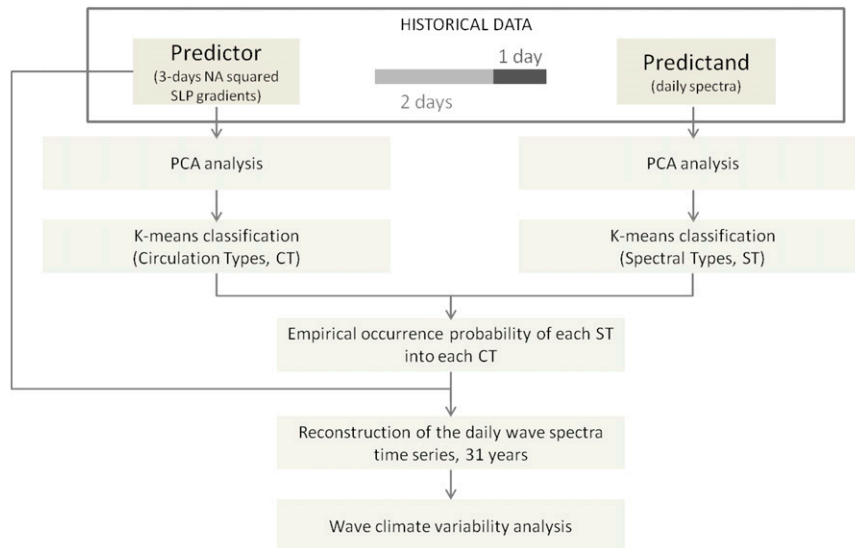 HISTORICAL DATA
Predictor
(3-days NA squared
SLP gradients)
1 day
2 days
Predictand
(daily spectra)
PCA analysis
PCA analysis
K-means classification
(Circulation Types, CT)
K-means classification
(Spectral Types, ST)
Empirical occurrence probability of each ST
into each CT
Reconstruction of the daily wave spectra
time series, 31 years
Wave climate variability analysis